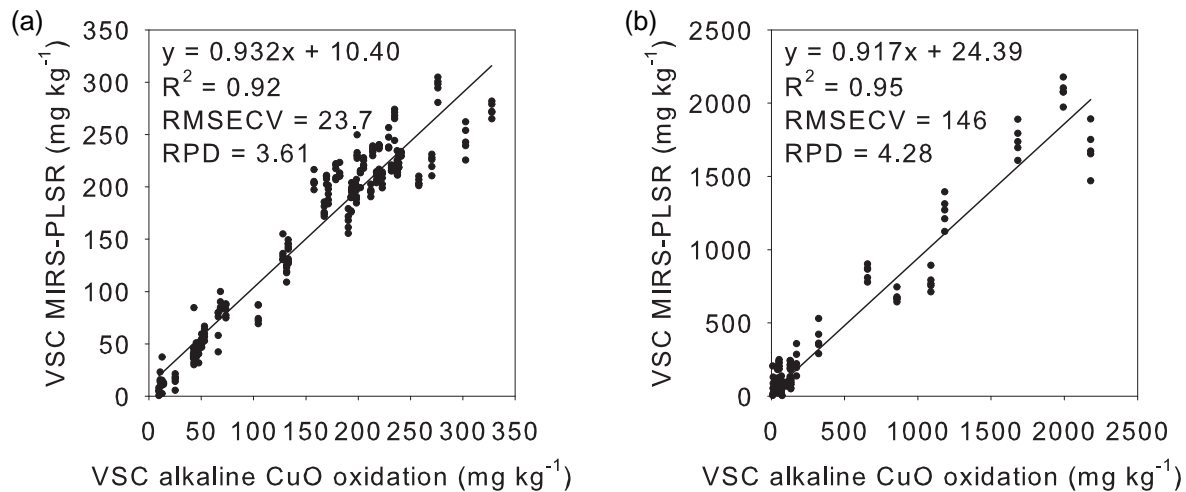 (a)
VSC MIRS-PLSR (mg kg⁻¹)
350
300
250
200
150
100
50
0
y = 0.932x + 10.40
R² = 0.92
RMSECV = 23.7
RPD = 3.61
0 50 100 150 200 250 300 350
VSC alkaline CuO oxidation (mg kg⁻¹)
(b)
VSC MIRS-PLSR (mg kg⁻¹)
2500
2000
1500
1000
500
0
y = 0.917x + 24.39
R² = 0.95
RMSECV = 146
RPD = 4.28
0 500 1000 1500 2000 2500
VSC alkaline CuO oxidation (mg kg⁻¹)